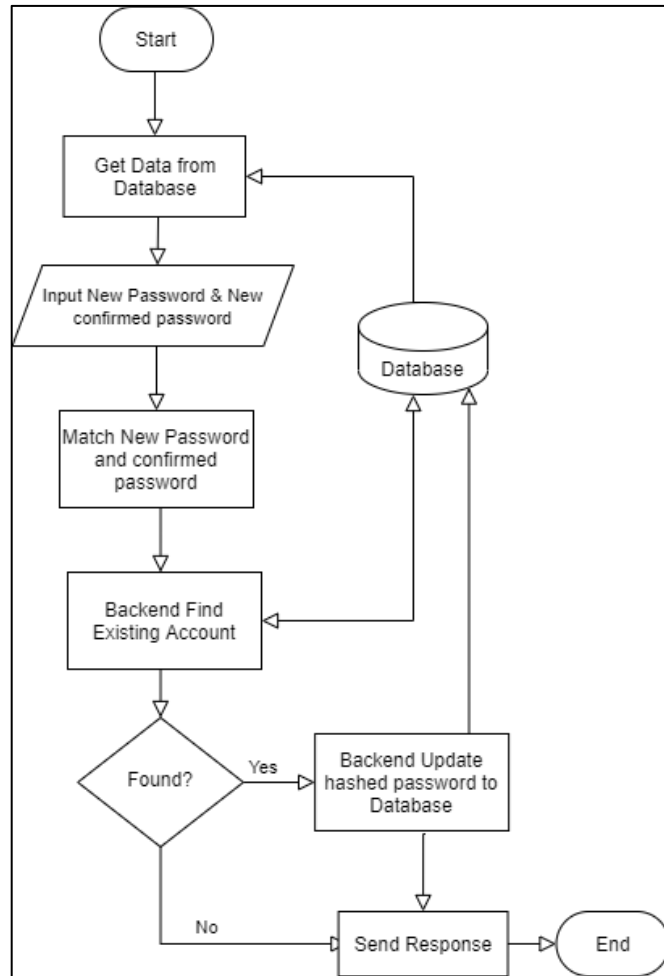 Start
Get Data from
Database
Input New Password & New
confirmed password
Database
Match New Password
and confirmed
password
Backend Find
Existing Account
Found?
Yes
Backend Update
hashed password to
Database
No
Send Response
End